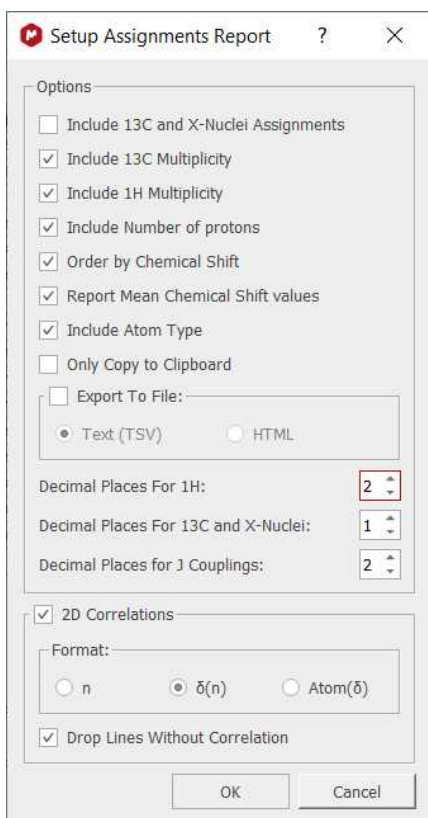 Setup Assignments Report ?
Options
Include 13C and X-Nuclei Assignments
Include 13C Multiplicity
Include 1H Multiplicity
Include Number of protons
Order by Chemical Shift
Report Mean Chemical Shift values
Include Atom Type
Only Copy to Clipboard
Export To File:
Text (TSV) HTML
Decimal Places For 1H: 2
Decimal Places For 13C and X-Nuclei: 1
Decimal Places for J Couplings: 2
2D Correlations
Format:
n δ(n) Atom(δ)
Drop Lines Without Correlation
OK Cancel